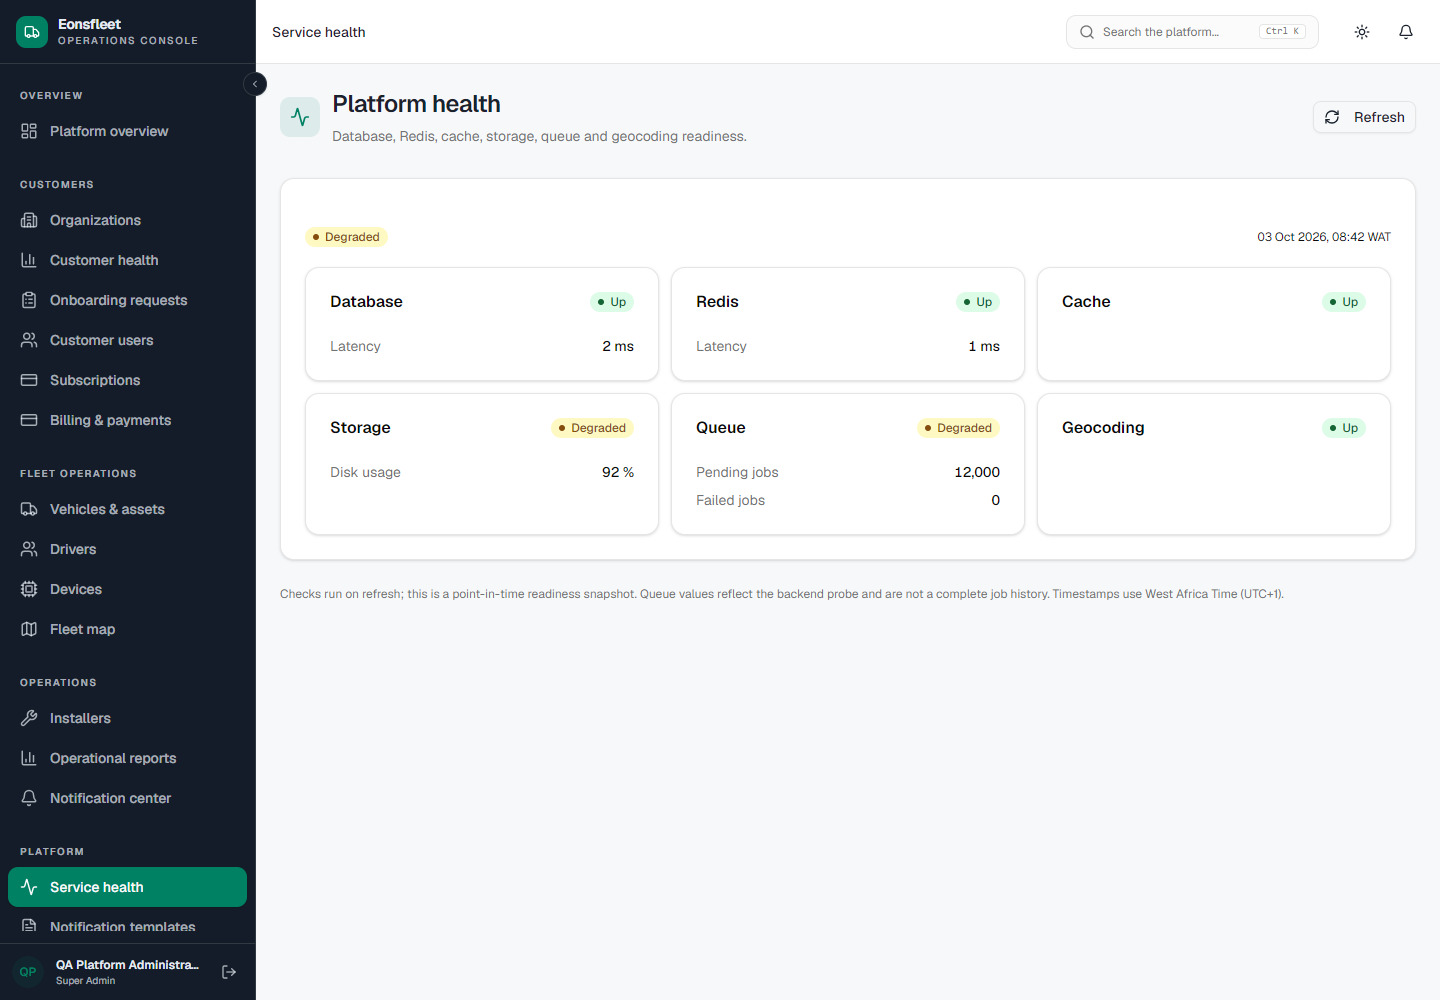 Eonsfleet
OPERATIONS CONSOLE
OVERVIEW
Platform overview
CUSTOMERS
Organizations
Customer health
Onboarding requests
Customer users
Subscriptions
Billing & payments
FLEET OPERATIONS
Vehicles & assets
Drivers
Devices
Fleet map
OPERATIONS
Installers
Operational reports
Notification center
PLATFORM
Service health
Notification templates
QP
QA Platform Administra...
Super Admin
Service health
Search the platform...
Ctrl K
Platform health
Database, Redis, cache, storage, queue and geocoding readiness.
Refresh
Degraded
03 Oct 2026, 08:42 WAT
Database
Up
Latency
2 ms
Redis
Up
Latency
1 ms
Cache
Up
Storage
Degraded
Disk usage
92 %
Queue
Degraded
Pending jobs
12,000
Failed jobs
0
Geocoding
Up
Checks run on refresh; this is a point-in-time readiness snapshot. Queue values reflect the backend probe and are not a complete job history. Timestamps use West Africa Time (UTC+1).